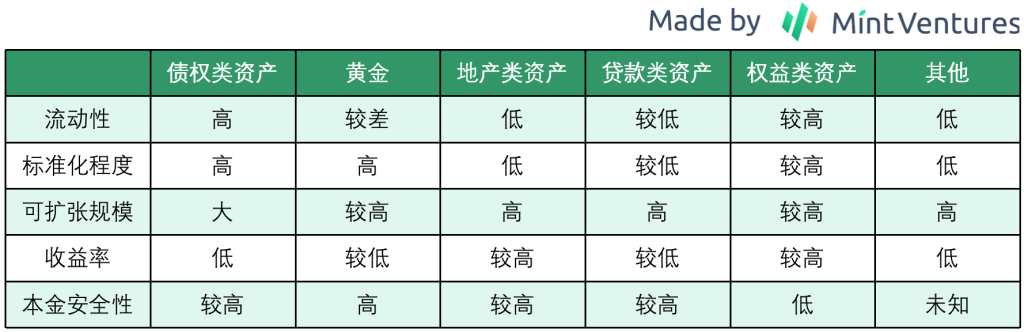 Made by MintVentures
债权类资产 黄金 地产类资产 贷款类资产 权益类资产 其他
流动性 高 较差 低 较低 较高 低
标准化程度 高 高 低 较低 较高 低
可扩张规模 大 较高 高 高 较高 高
收益率 低 较低 较高 较低 较高 低
本金安全性 较高 高 较高 较高 低 未知